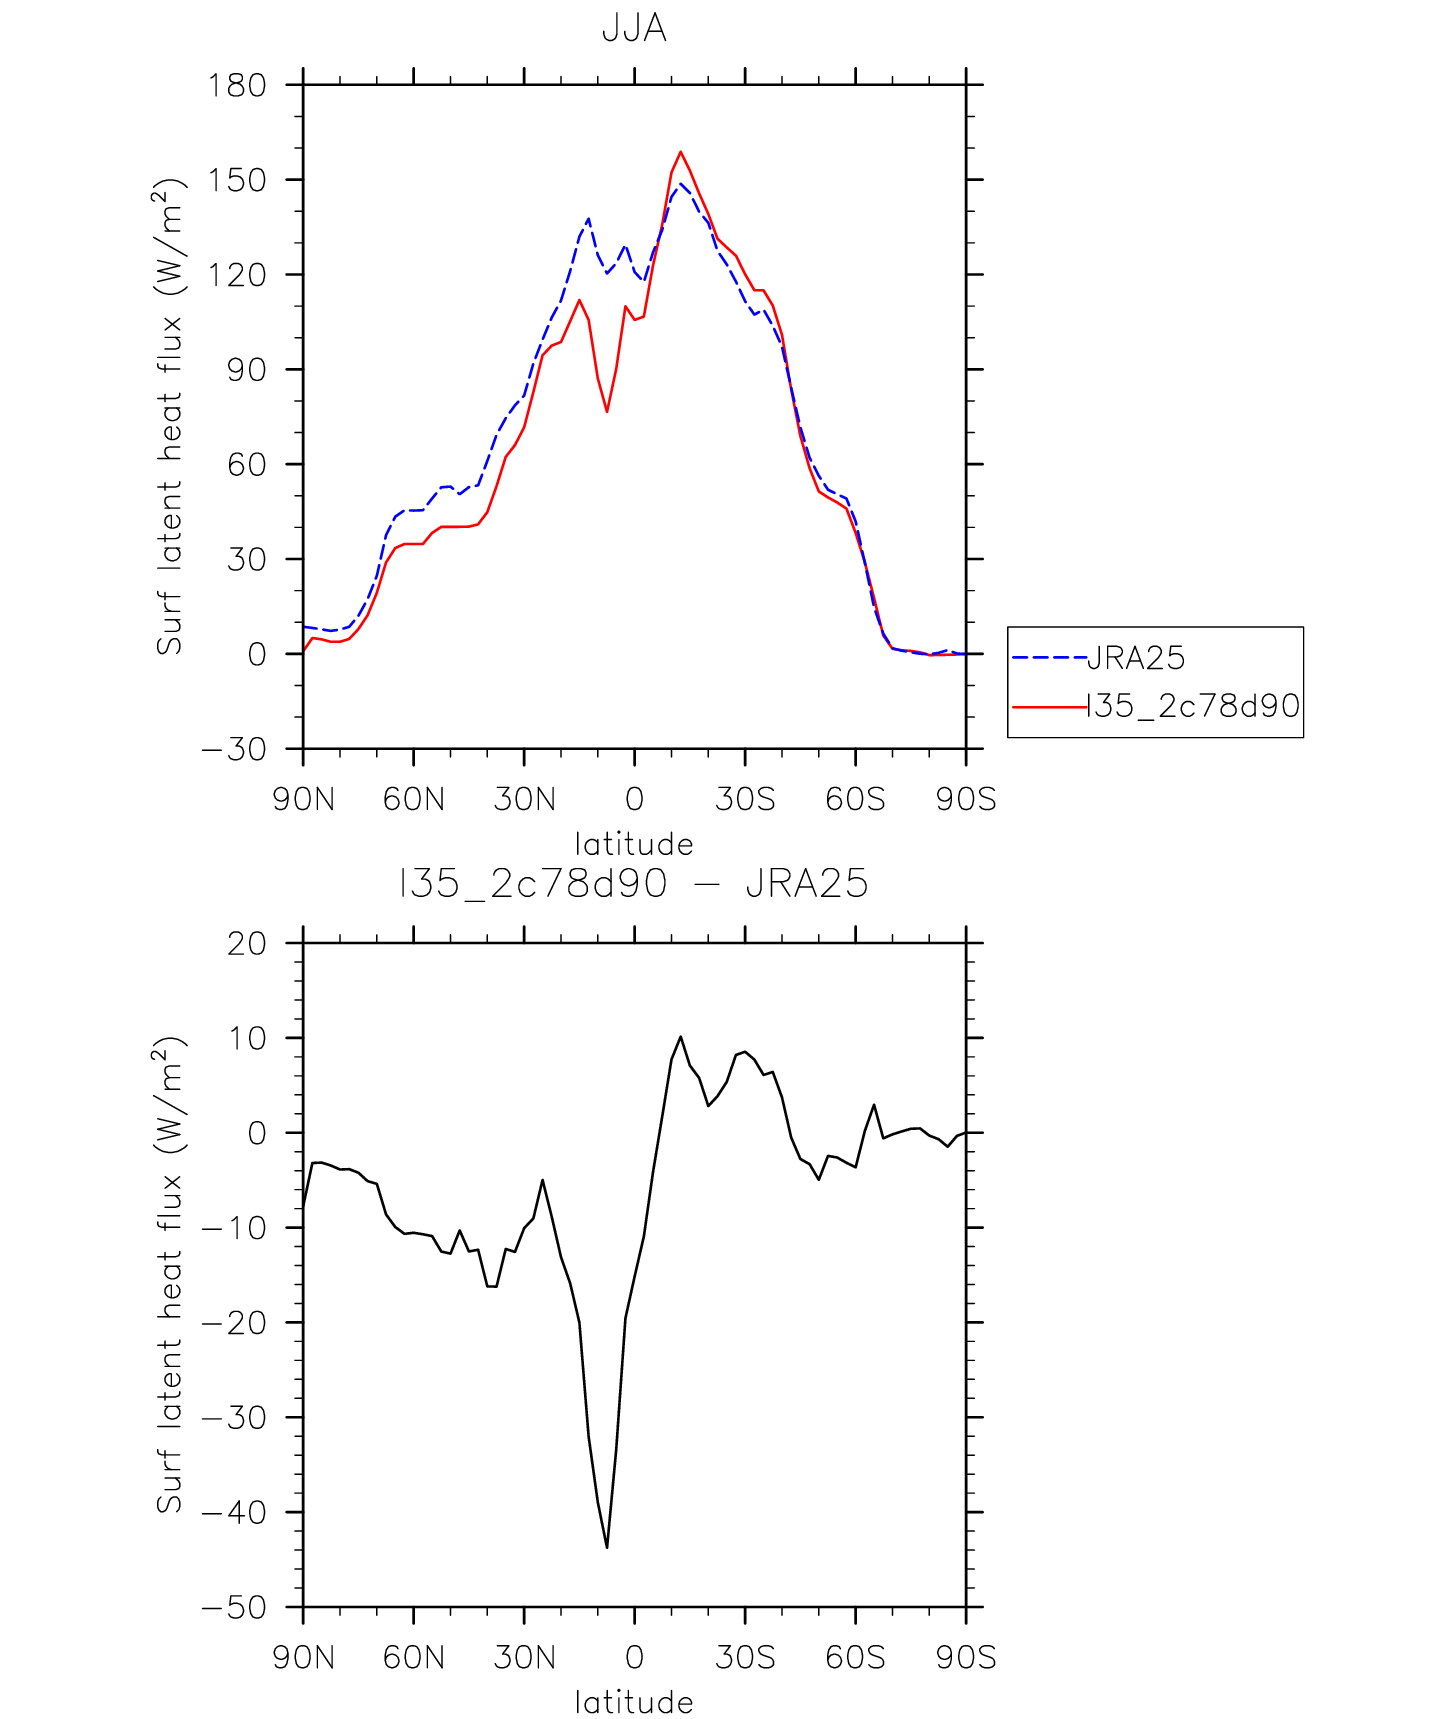 JJA
180
150
120
90
60
30
0
−30
Surf latent heat flux (W/m²)
90N 60N 30N 0 30S 60S 90S
latitude
JRA25
I35_2c78d90
I35_2c78d90 − JRA25
20
10
0
−10
−20
−30
−40
−50
Surf latent heat flux (W/m²)
90N 60N 30N 0 30S 60S 90S
latitude